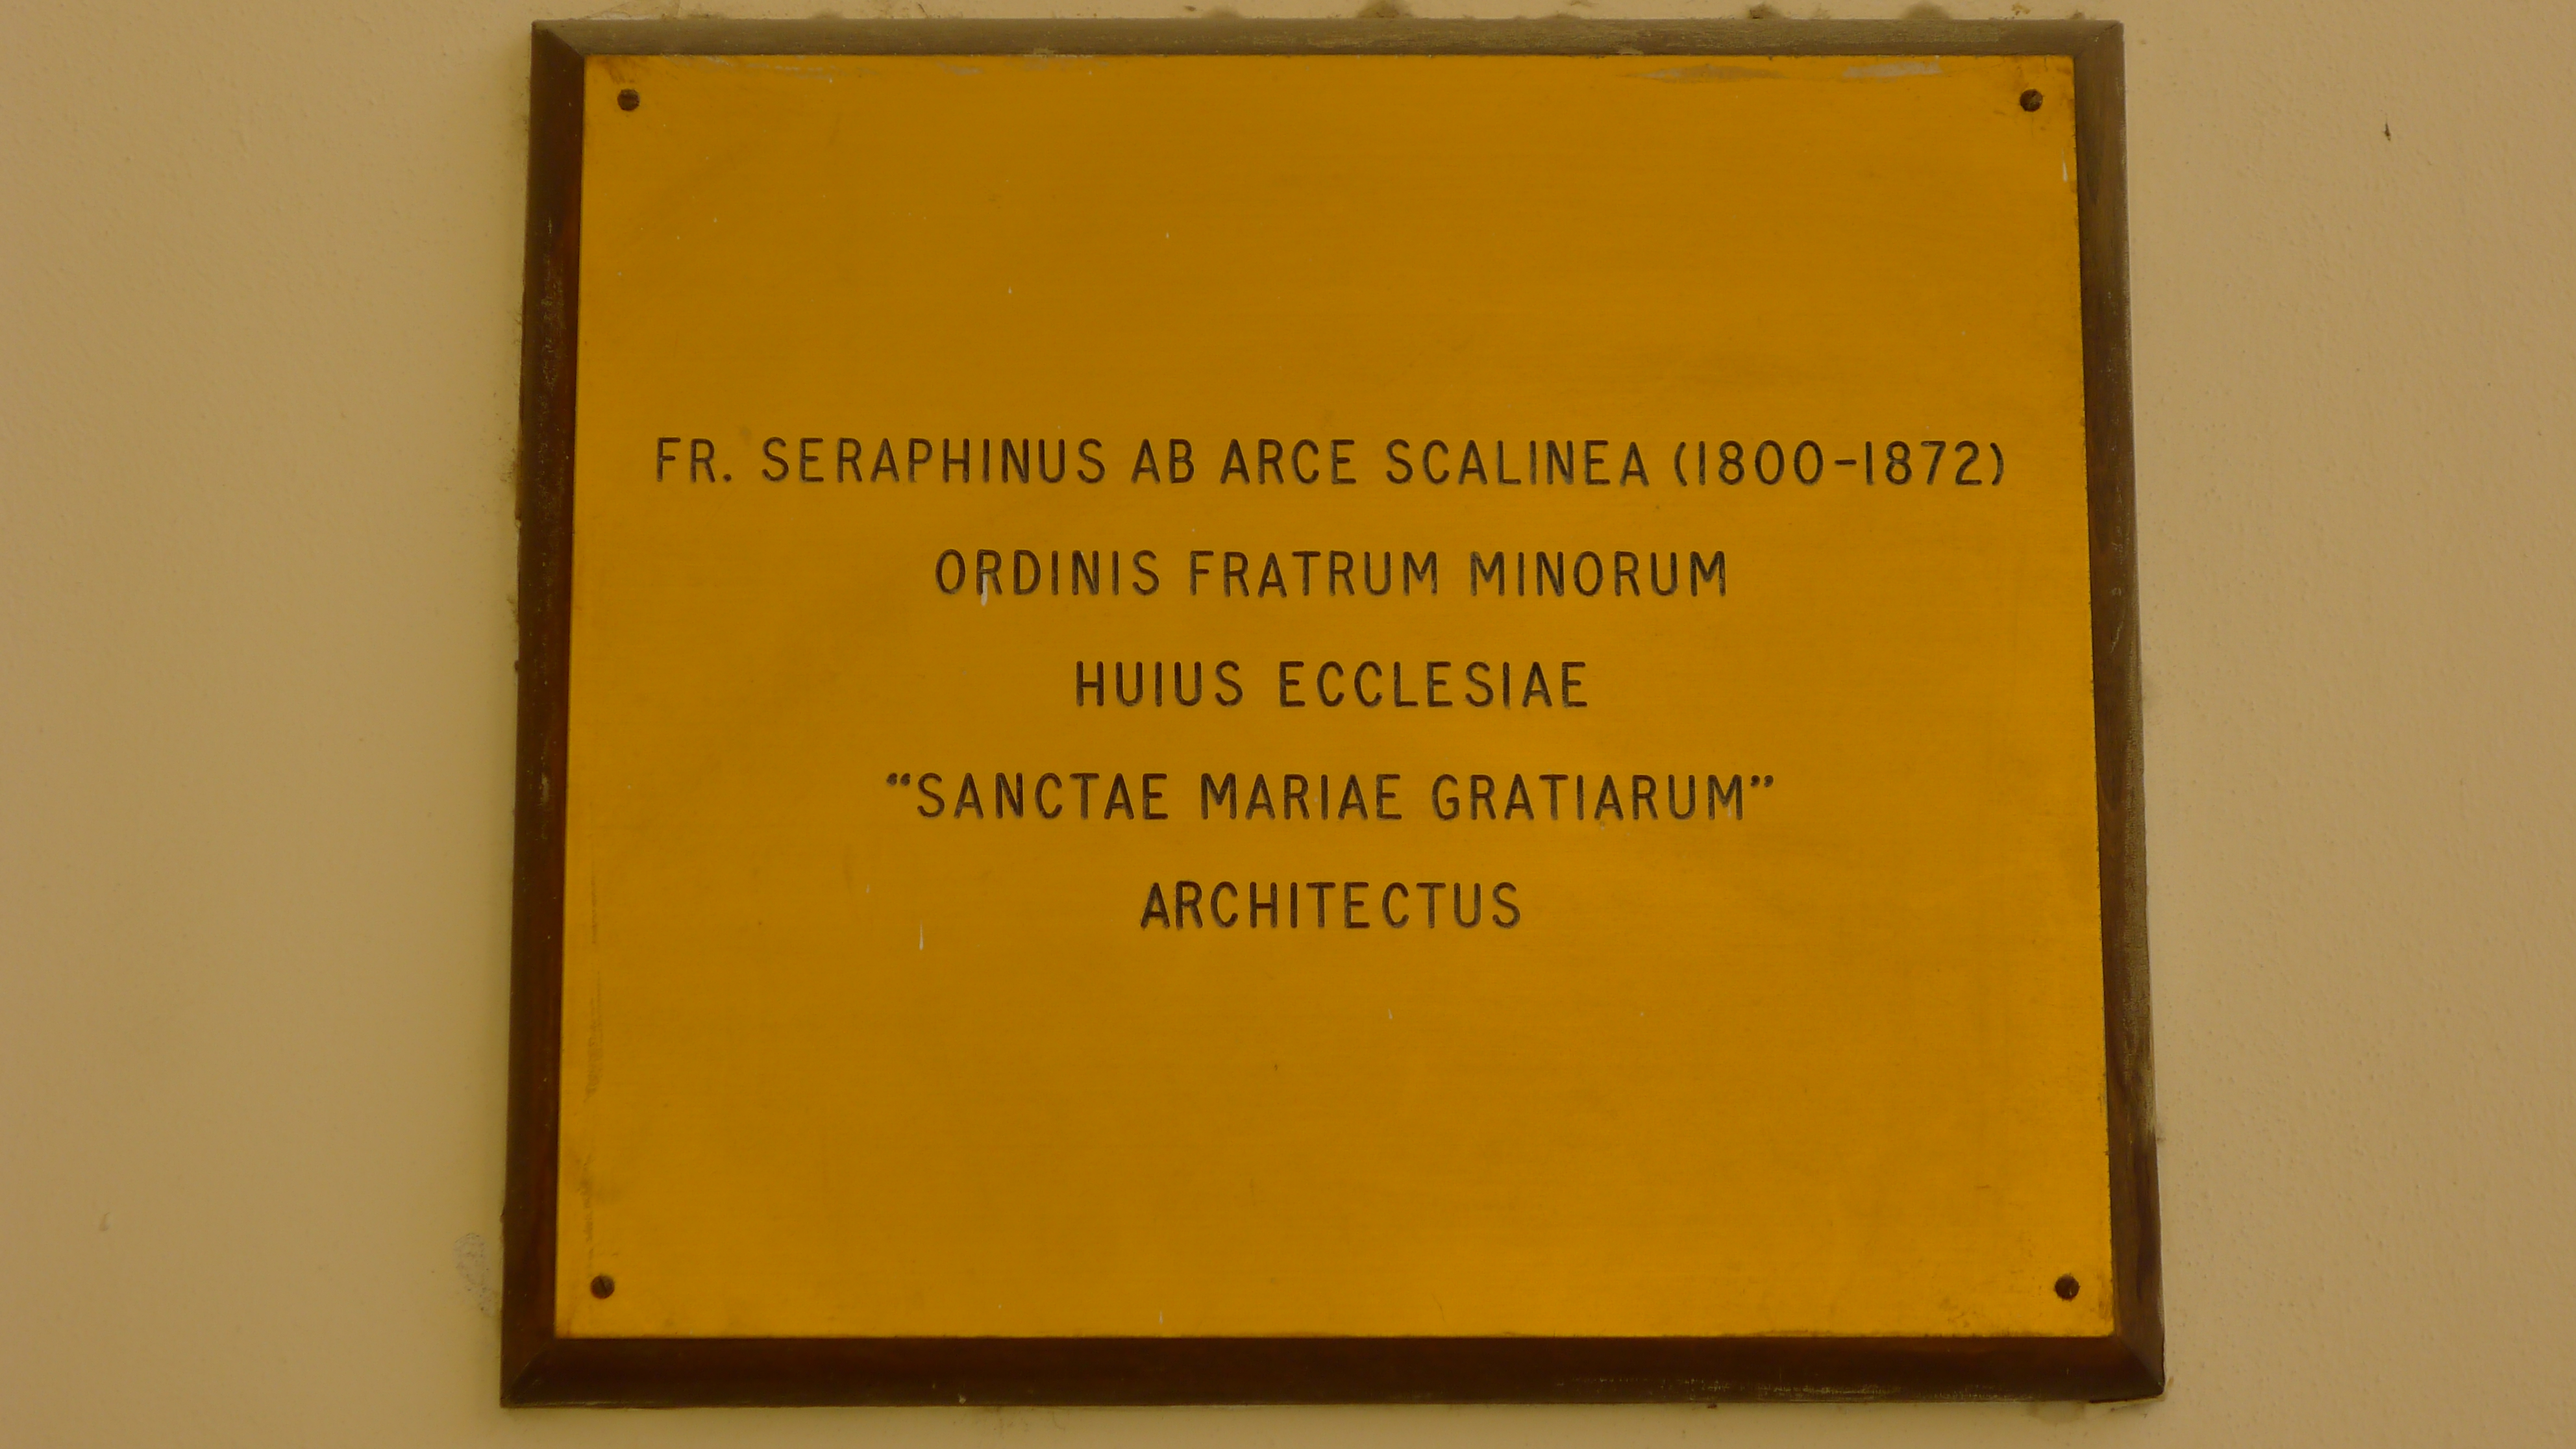 FR. SERAPHINUS AB ARCE SCALINEA (1800-1872)
ORDINIS FRATRUM MINORUM
HUIUS ECCLESIAE
“SANCTAE MARIAE GRATIARUM”
ARCHITECTUS